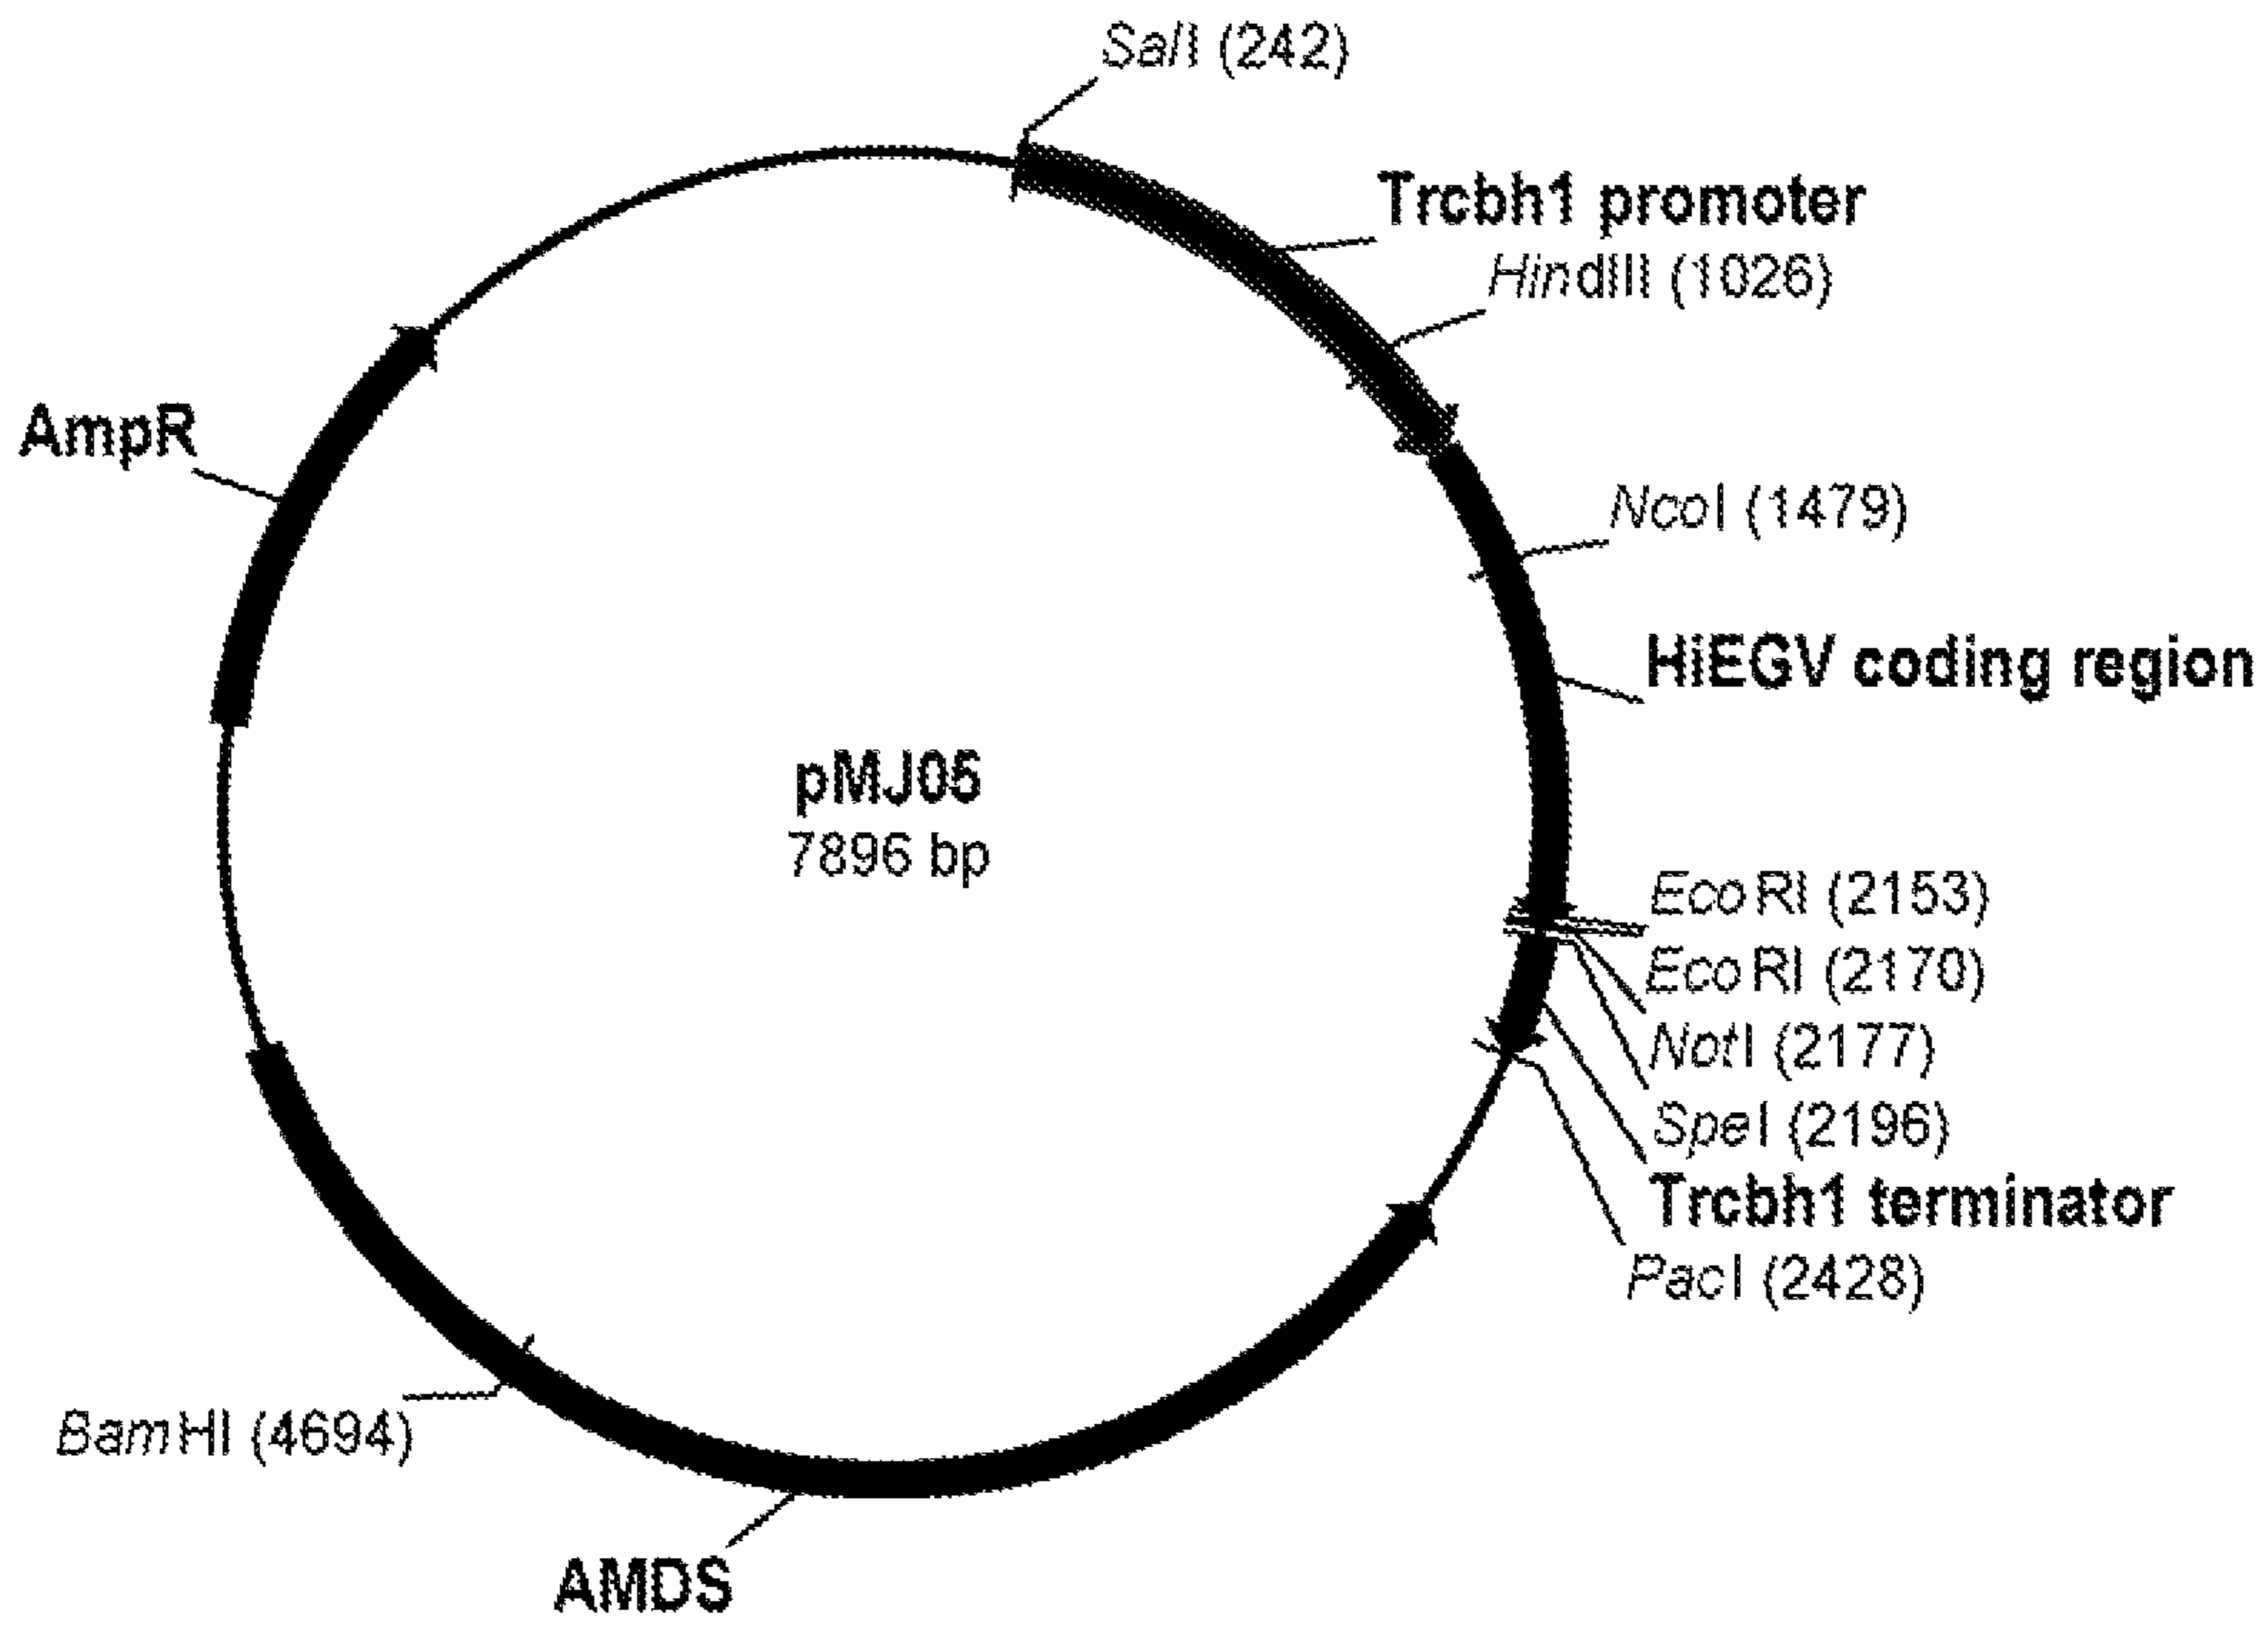 SalI (242)
Trcbh1 promoter
HindIII (1026)
NcoI (1479)
HiEGV coding region
EcoRI (2153)
EcoRI (2170)
NotI (2177)
SpeI (2196)
Trcbh1 terminator
PacI (2428)
AMDS
BamHI (4694)
AmpR
pMJ05
7896 bp